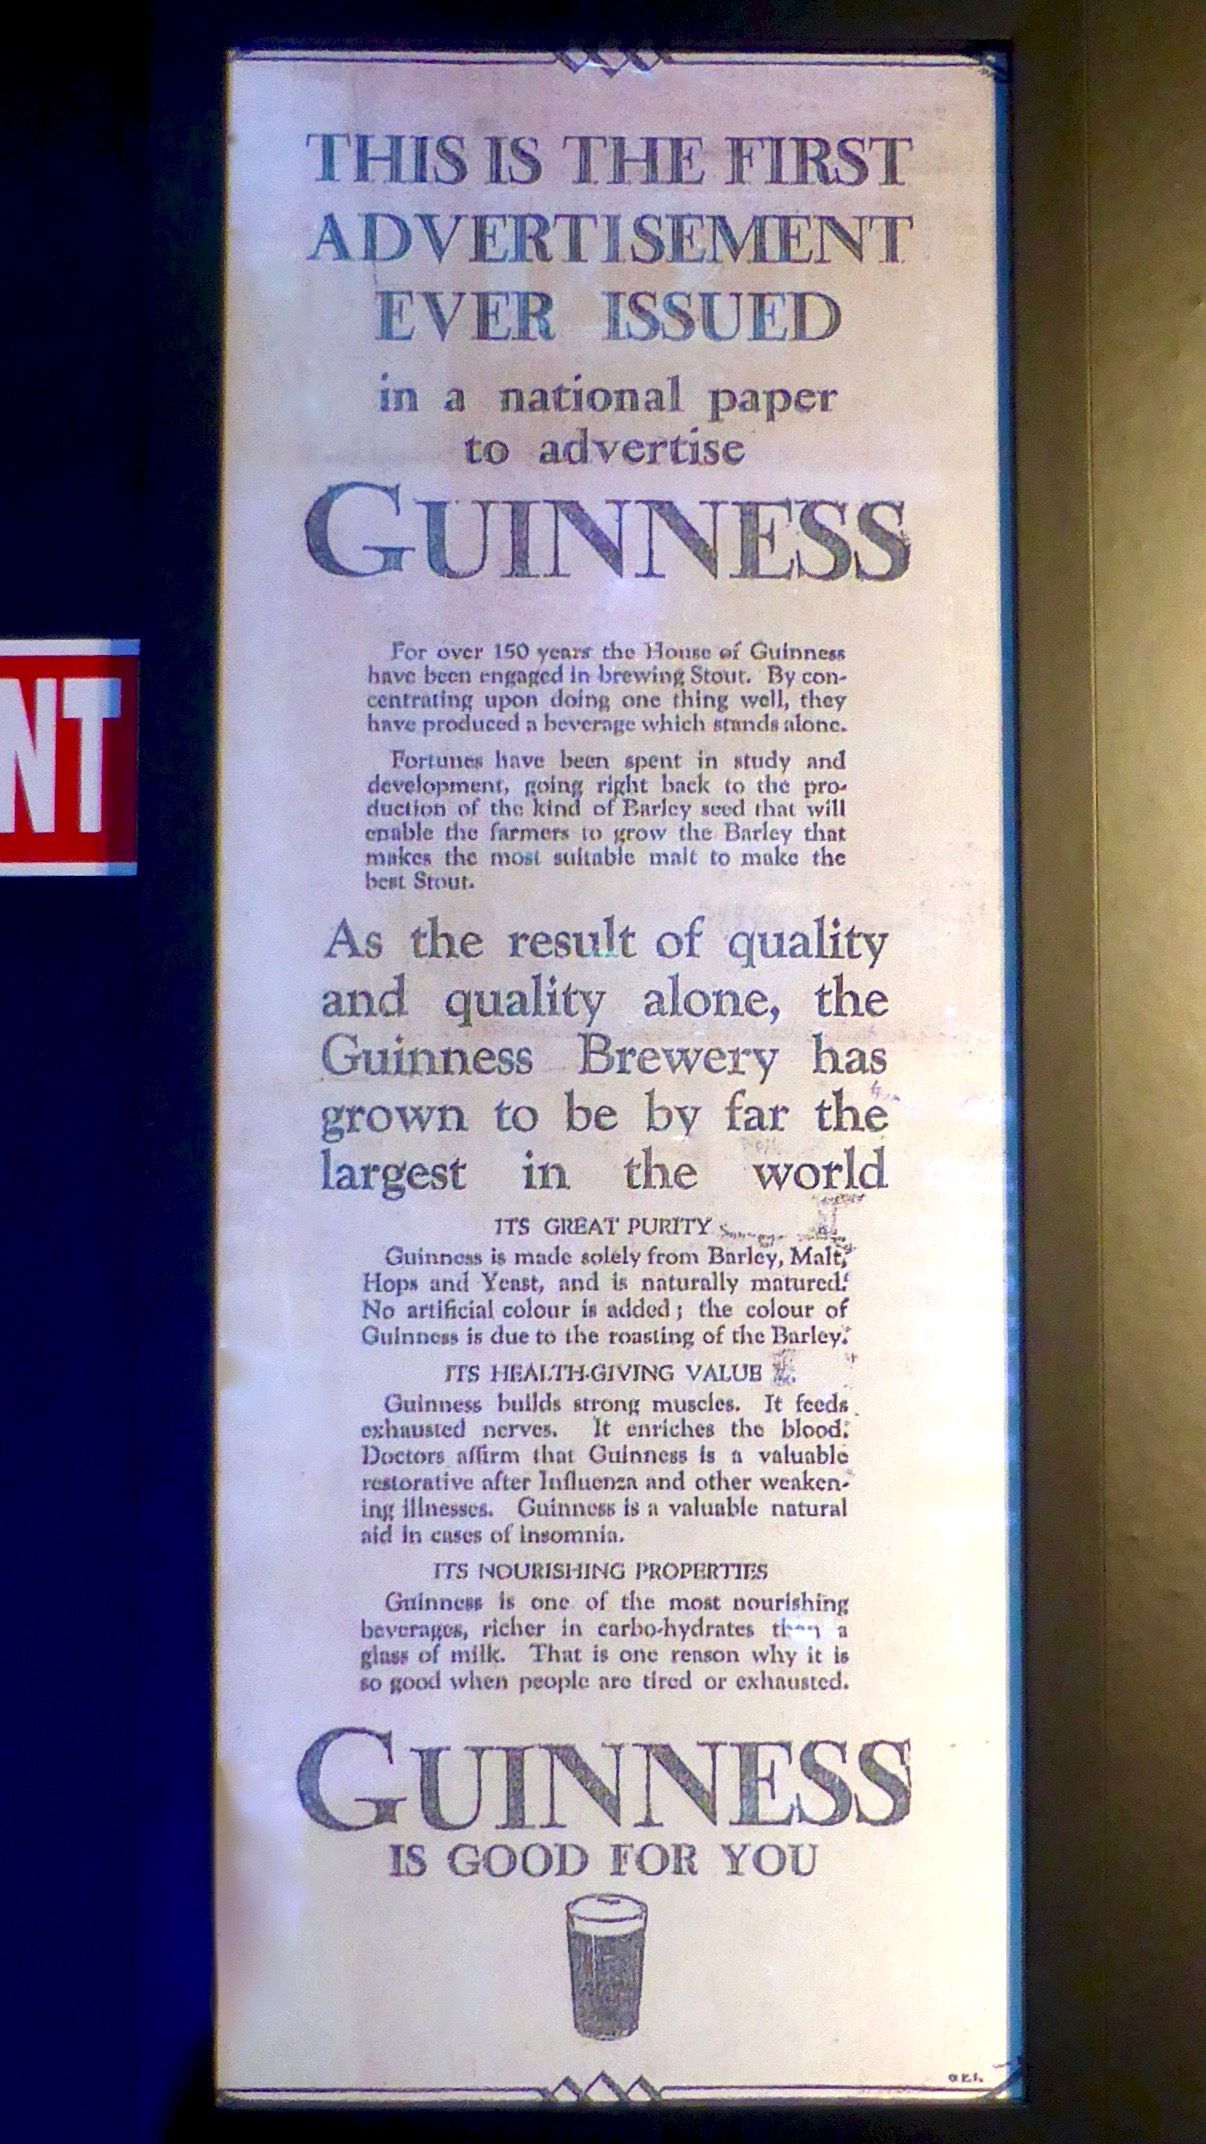 THIS IS THE FIRST
ADVERTISEMENT
EVER ISSUED
in a national paper
to advertise
GUINNESS
For over 150 years the House of Guinness
have been engaged in brewing Stout. By con-
centrating upon doing one thing well, they
have produced a beverage which stands alone.
Fortunes have been spent in study and
development, going right back to the pro-
duction of the kind of Barley seed that will
enable the farmers to grow the Barley that
makes the most suitable malt to make the
best Stout.
As the result of quality
and quality alone, the
Guinness Brewery has
grown to be by far the
largest in the world
ITS GREAT PURITY
Guinness is made solely from Barley, Malt,
Hops and Yeast, and is naturally matured.
No artificial colour is added; the colour of
Guinness is due to the roasting of the Barley.
ITS HEALTH-GIVING VALUE
Guinness builds strong muscles. It feeds
exhausted nerves. It enriches the blood.
Doctors affirm that Guinness is a valuable
restorative after Influenza and other weaken-
ing illnesses. Guinness is a valuable natural
aid in cases of insomnia.
ITS NOURISHING PROPERTIES
Guinness is one of the most nourishing
beverages, richer in carbo-hydrates than a
glass of milk. That is one reason why it is
so good when people are tired or exhausted.
GUINNESS
IS GOOD FOR YOU
G.E.1.
NT